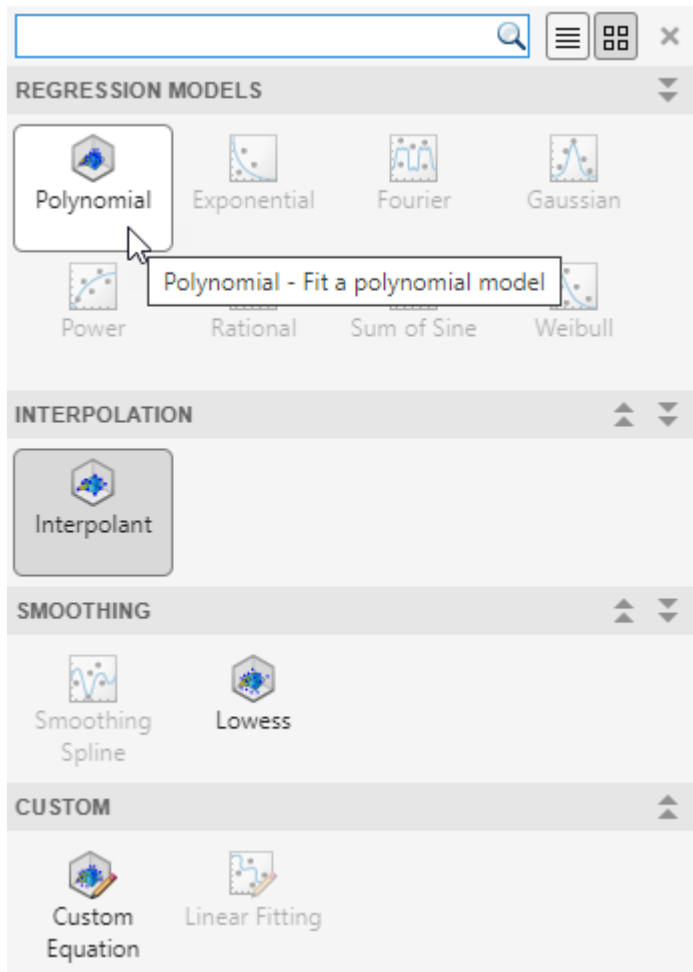 REGRESSION MODELS
Polynomial
Exponential
Fourier
Gaussian
Polynomial - Fit a polynomial model
Power
Rational
Sum of Sine
Weibull
INTERPOLATION
Interpolant
SMOOTHING
Smoothing
Spline
Lowess
CUSTOM
Custom
Equation
Linear Fitting